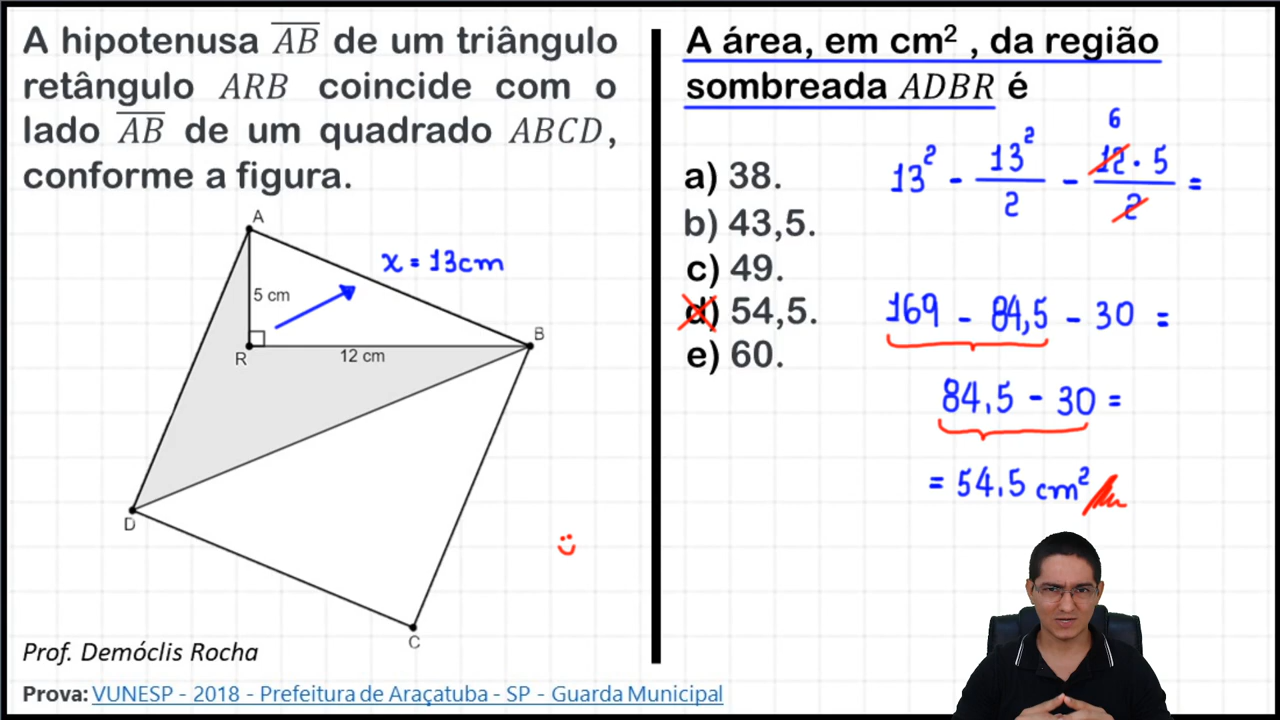 A hipotenusa AB de um triângulo
retângulo ARB coincide com o
lado AB de um quadrado ABCD,
conforme a figura.
A
x = 13cm
5 cm
B
R
12 cm
D
C
Prof. Demóclis Rocha
Prova: VUNESP - 2018 - Prefeitura de Araçatuba - SP - Guarda Municipal
A área, em cm² , da região
sombreada ADBR é
a) 38.
b) 43,5.
c) 49.
d) 54,5.
e) 60.
6
13² - 13²/2 - 12 · 5/2 =
169 - 84,5 - 30 =
84,5 - 30 =
= 54,5 cm²